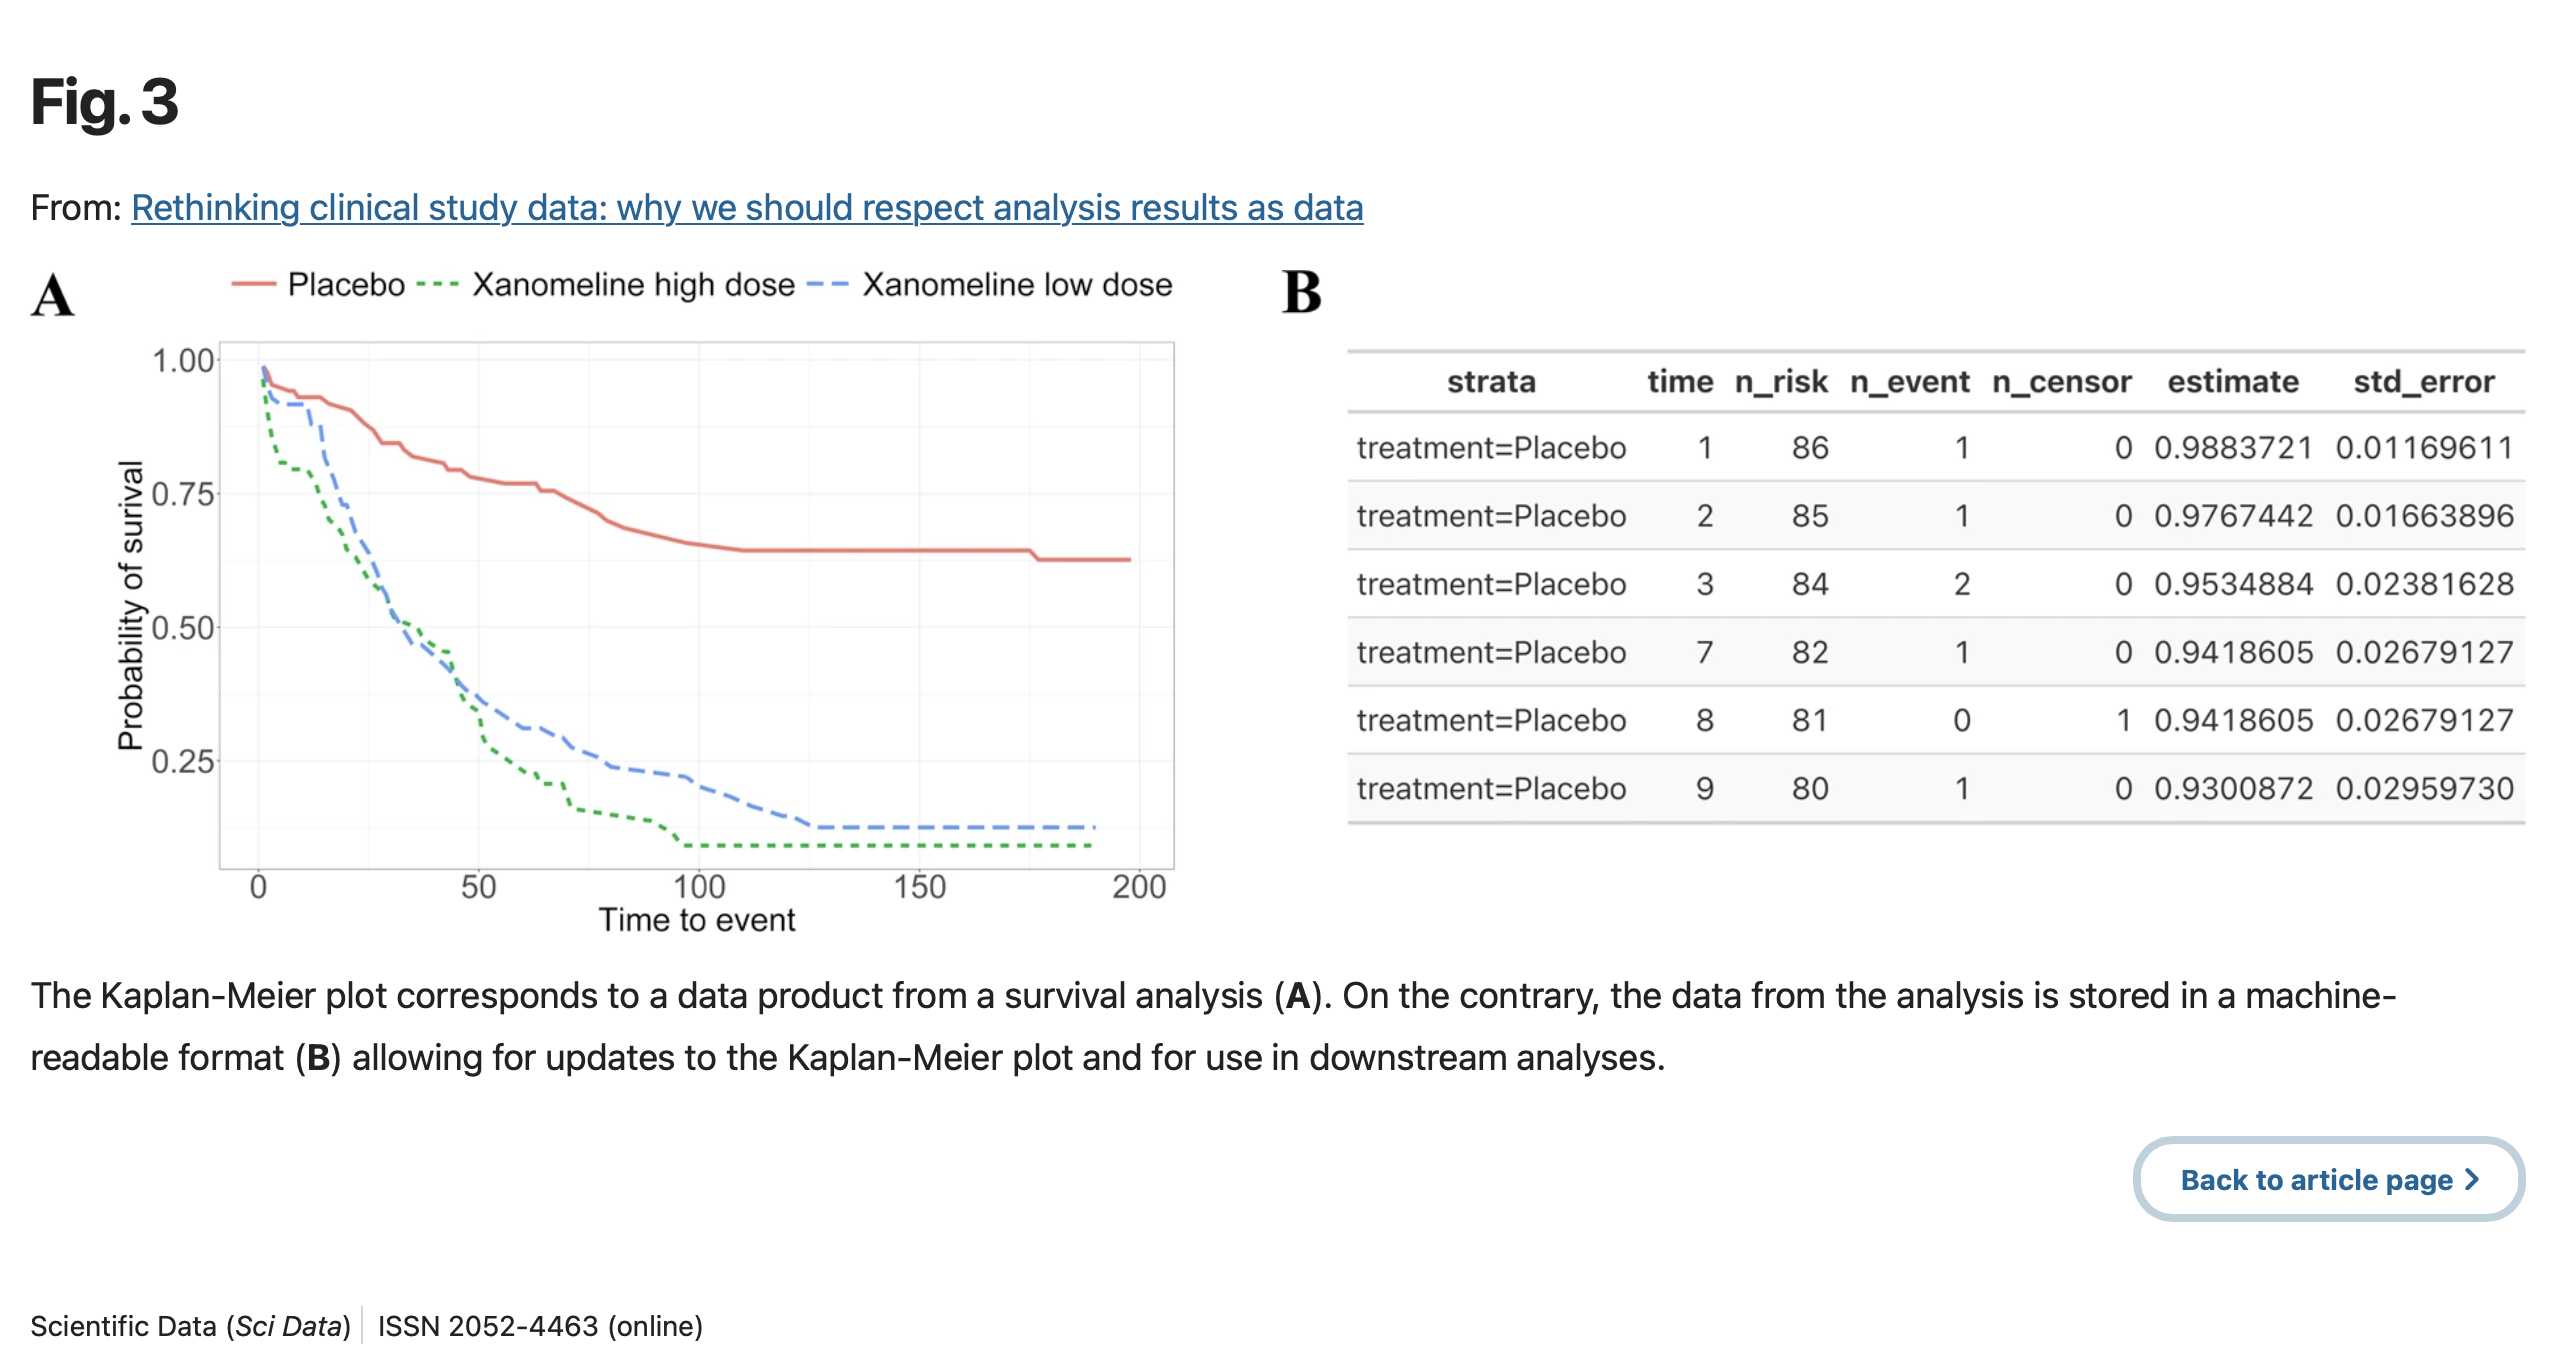 Fig. 3
From: Rethinking clinical study data: why we should respect analysis results as data
A
Placebo Xanomeline high dose Xanomeline low dose
1.00
0.75
0.50
0.25
Probability of surival
0 50 100 150 200
Time to event
B
strata time n_risk n_event n_censor estimate std_error
treatment=Placebo 1 86 1 0 0.9883721 0.01169611
treatment=Placebo 2 85 1 0 0.9767442 0.01663896
treatment=Placebo 3 84 2 0 0.9534884 0.02381628
treatment=Placebo 7 82 1 0 0.9418605 0.02679127
treatment=Placebo 8 81 0 1 0.9418605 0.02679127
treatment=Placebo 9 80 1 0 0.9300872 0.02959730
The Kaplan-Meier plot corresponds to a data product from a survival analysis (A). On the contrary, the data from the analysis is stored in a machine-
readable format (B) allowing for updates to the Kaplan-Meier plot and for use in downstream analyses.
Back to article page
Scientific Data (Sci Data) ISSN 2052-4463 (online)